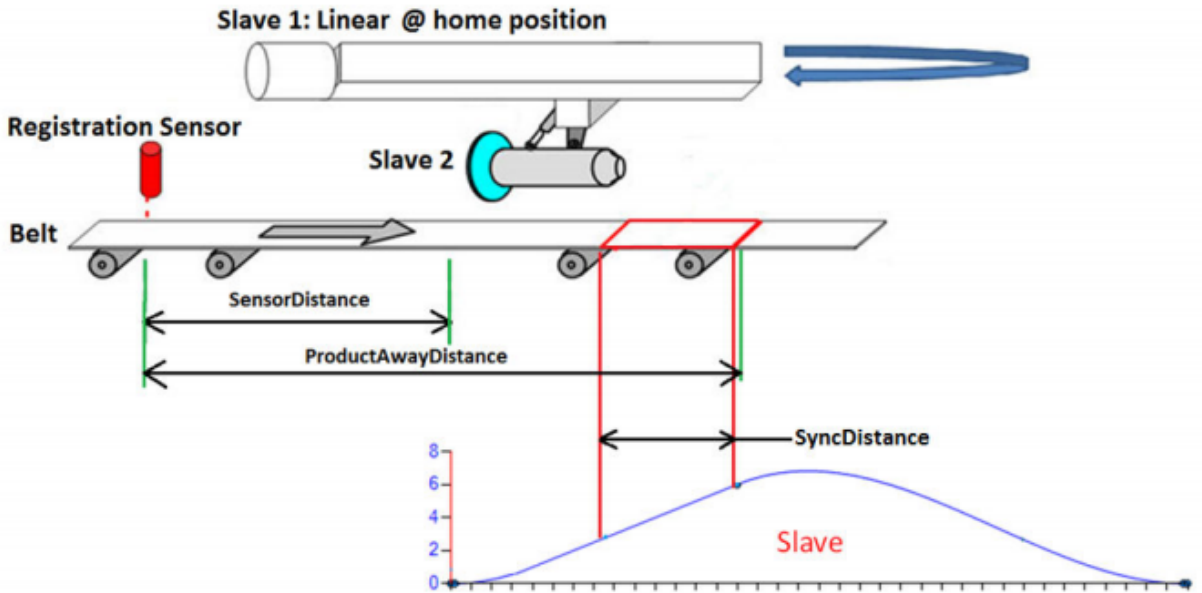 Slave 1: Linear @ home position
Registration Sensor
Slave 2
Belt
SensorDistance
ProductAwayDistance
SyncDistance
8
6
4
2
0
Slave